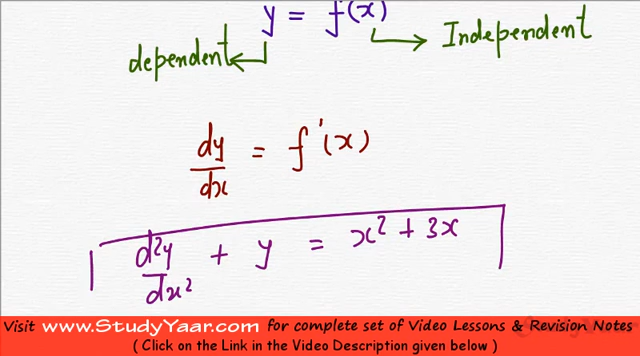 y = f(x)
dependent Independent
dy/dx = f'(x)
d²y/dx² + y = x² + 3x
Visit www.StudyYaar.com for complete set of Video Lessons & Revision Notes
( Click on the Link in the Video Description given below )